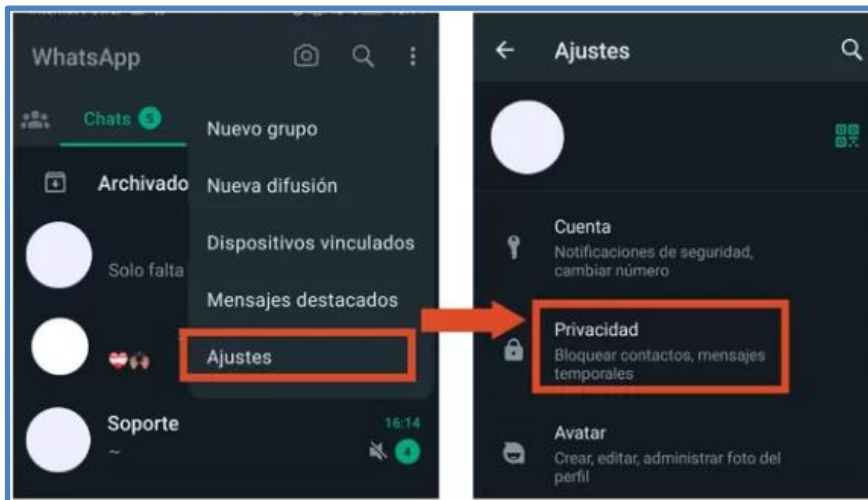 WhatsApp
Chats 5
Nuevo grupo
Archivado
Nueva difusión
Dispositivos vinculados
Solo falta
Mensajes destacados
Ajustes
Soporte
16:14
~
4
Ajustes
Cuenta
Notificaciones de seguridad,
cambiar número
Privacidad
Bloquear contactos, mensajes
temporales
Avatar
Crear, editar, administrar foto del
perfil